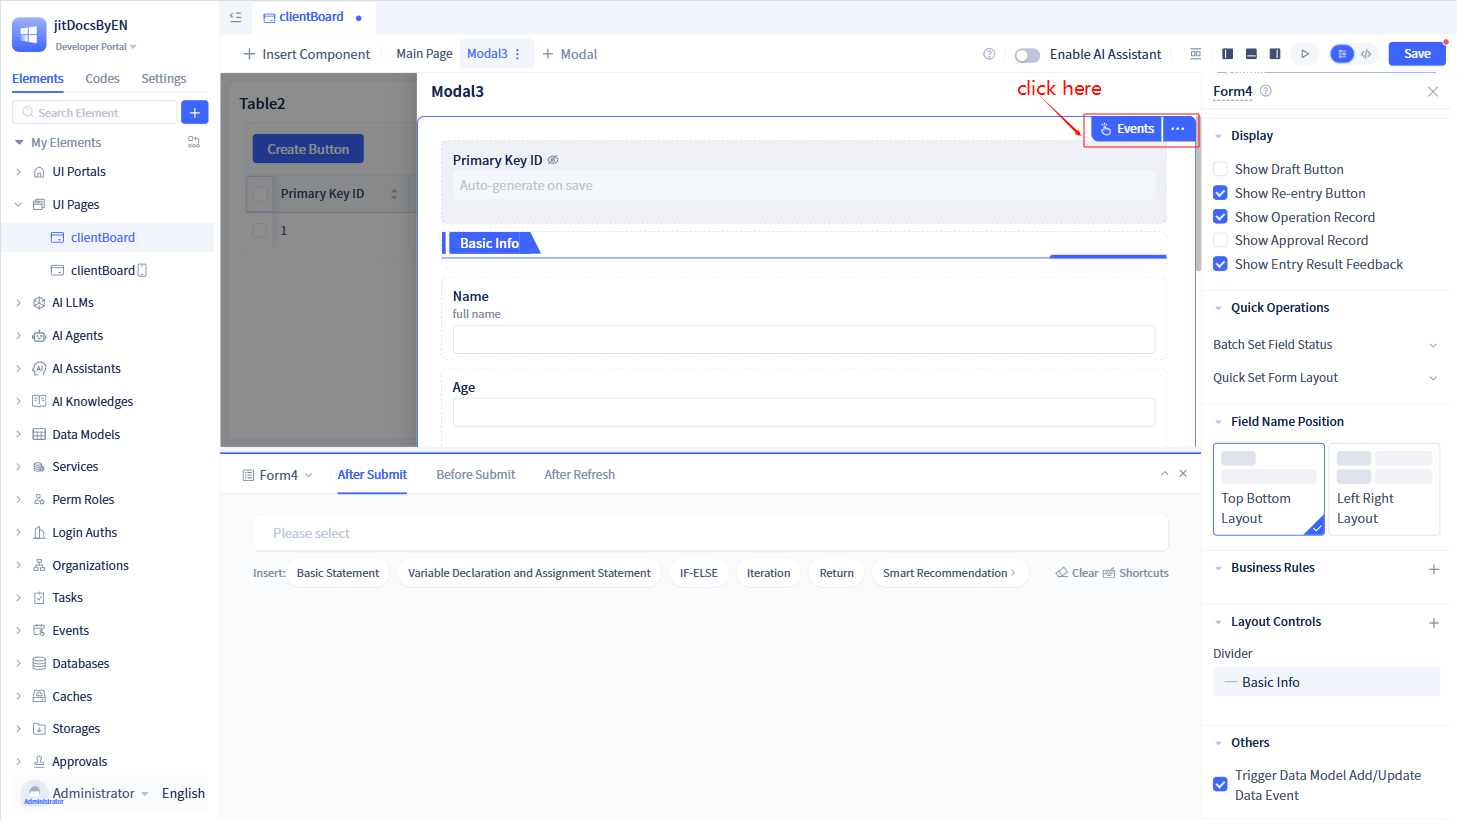 jitDocsByEN
Developer Portal
Elements Codes Settings
Search Element
My Elements
UI Portals
UI Pages
clientBoard
clientBoard
AI LLMs
AI Agents
AI Assistants
AI Knowledges
Data Models
Services
Perm Roles
Login Auths
Organizations
Tasks
Events
Databases
Caches
Storages
Approvals
Administrator
Administrator
English
clientBoard
Insert Component
Main Page
Modal3
Modal
Enable AI Assistant
Save
Table2
Create Button
Primary Key ID
1
Modal3
click here
Events
Primary Key ID
Auto-generate on save
Basic Info
Name
full name
Age
Form4
After Submit
Before Submit
After Refresh
Please select
Insert:
Basic Statement
Variable Declaration and Assignment Statement
IF-ELSE
Iteration
Return
Smart Recommendation
Clear
Shortcuts
Form4
Display
Show Draft Button
Show Re-entry Button
Show Operation Record
Show Approval Record
Show Entry Result Feedback
Quick Operations
Batch Set Field Status
Quick Set Form Layout
Field Name Position
Top Bottom
Layout
Left Right
Layout
Business Rules
Layout Controls
Divider
Basic Info
Others
Trigger Data Model Add/Update
Data Event